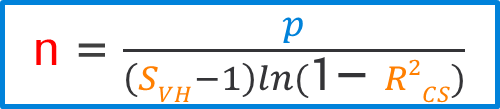 n = p / (S_VH −1)ln(1− R²_CS)